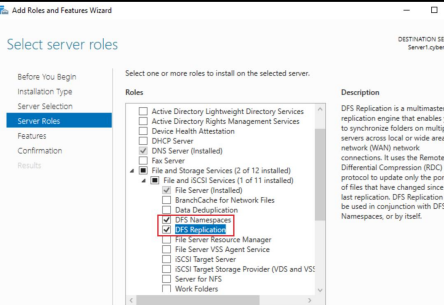 Add Roles and Features Wizard
Select server roles
DESTINATION SE
Server1.cyber
Before You Begin
Installation Type
Server Selection
Server Roles
Features
Confirmation
Results
Select one or more roles to install on the selected server.
Roles
Active Directory Lightweight Directory Services
Active Directory Rights Management Services
Device Health Attestation
DHCP Server
DNS Server (Installed)
Fax Server
File and Storage Services (2 of 12 installed)
File and iSCSI Services (1 of 11 installed)
File Server (Installed)
BranchCache for Network Files
Data Deduplication
DFS Namespaces
DFS Replication
File Server Resource Manager
File Server VSS Agent Service
iSCSI Target Server
iSCSI Target Storage Provider (VDS and VSS
Server for NFS
Work Folders
Description
DFS Replication is a multimaster
replication engine that enables
to synchronize folders on multip
servers across local or wide area
network (WAN) network
connections. It uses the Remote
Differential Compression (RDC)
protocol to update only the por
of files that have changed since
last replication. DFS Replication
be used in conjunction with DFS
Namespaces, or by itself.